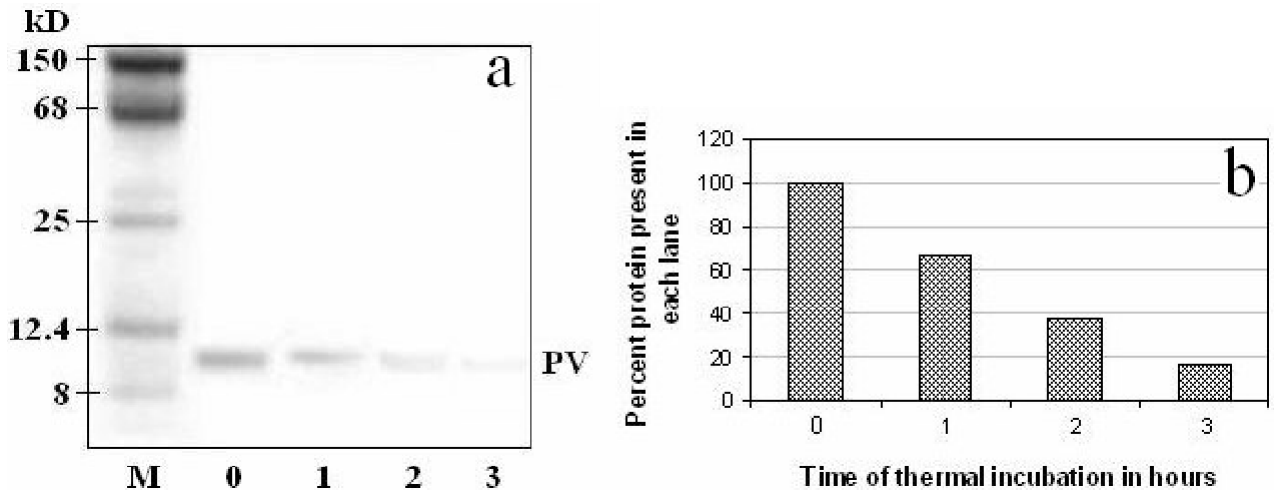 kD
150
68
25
12.4
8
a
PV
M 0 1 2 3
b
Percent protein present in
each lane
120
100
80
60
40
20
0
0 1 2 3
Time of thermal incubation in hours